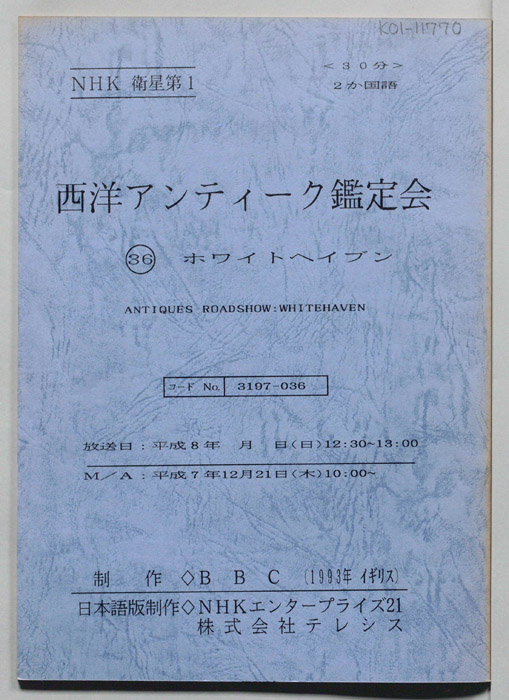 K01-11770
<30分>
NHK 衛星第1
2か国語
西洋アンティーク鑑定会
㊱ ホワイトヘイブン
ANTIQUES ROADSHOW:WHITEHAVEN
コード No. 3197-036
放送日:平成8年 月 日(日)12:30~13:00
M/A:平成7年12月21日(木)10:00~
制 作◇BBC (1993年 イギリス)
日本語版制作◇NHKエンタープライズ21
株式会社テレシス